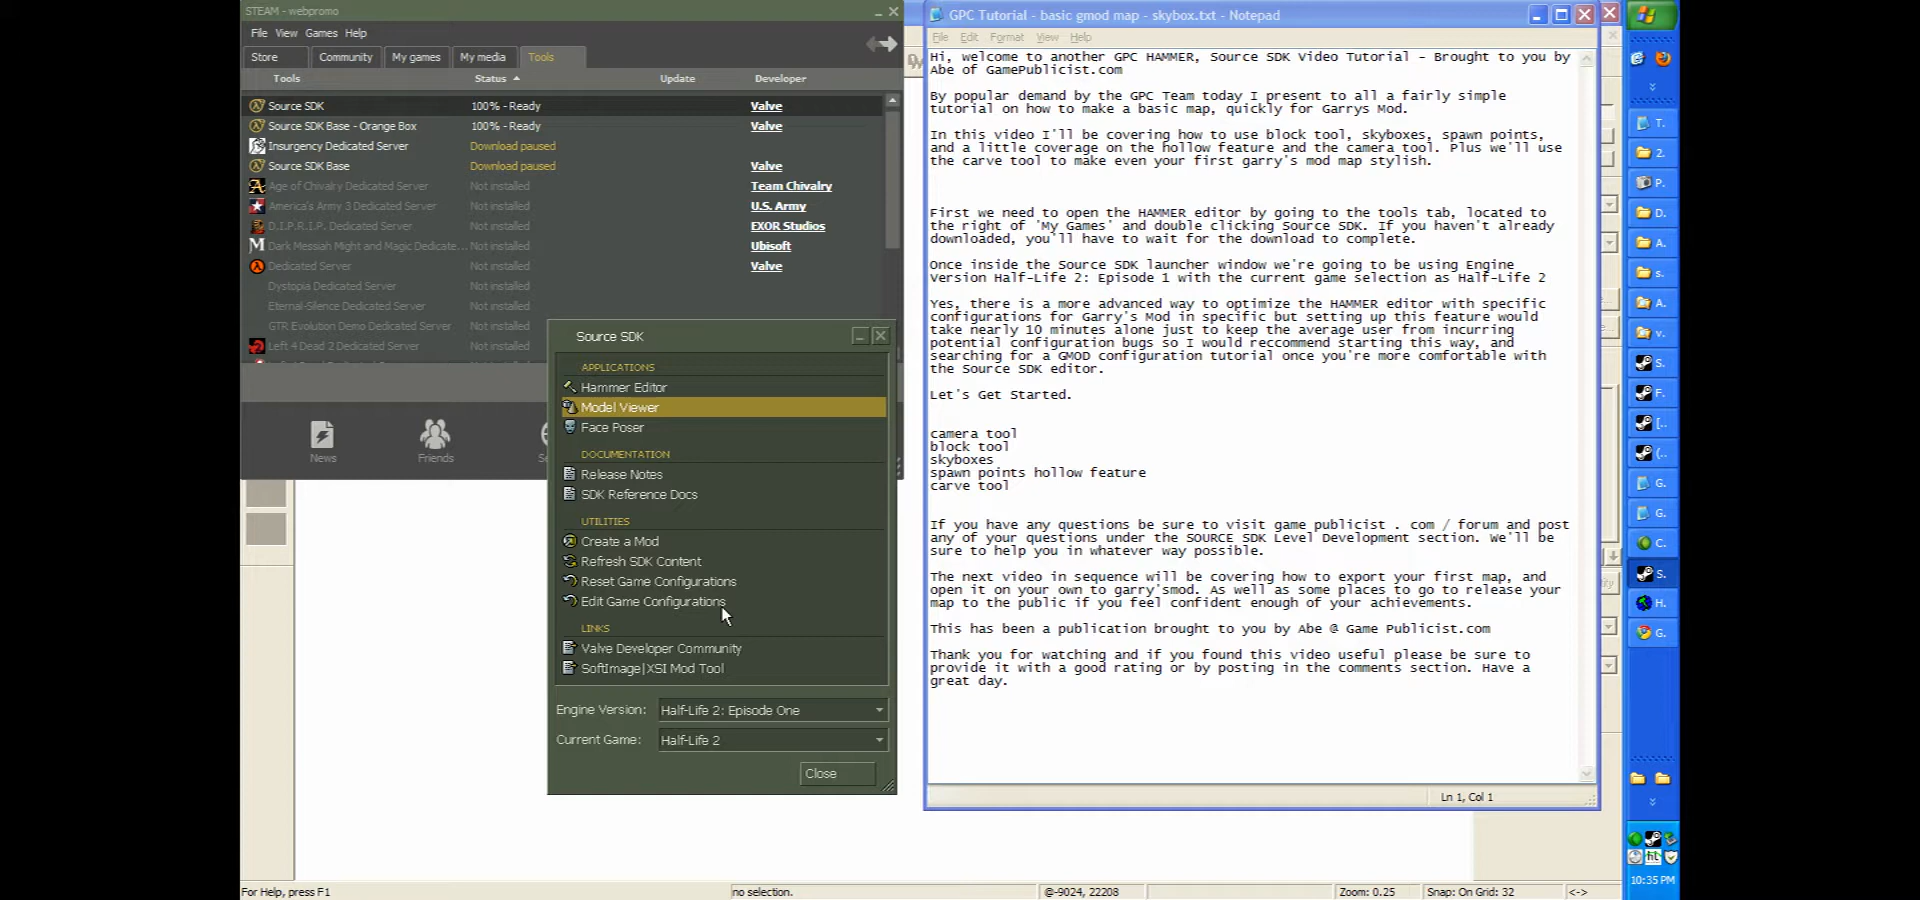 STEAM - webpromo
File View Games Help
Store Community My games My media Tools
Tools Status Update Developer
Source SDK 100% - Ready Valve
Source SDK Base - Orange Box 100% - Ready Valve
Insurgency Dedicated Server Download paused
Source SDK Base Download paused Valve
Age of Chivalry Dedicated Server Not installed Team Chivalry
America's Army 3 Dedicated Server Not installed U.S. Army
D.I.P.R.I.P. Dedicated Server Not installed EXOR Studios
Dark Messiah Might and Magic Dedicate... Not installed Ubisoft
Dedicated Server Not installed Valve
Dystopia Dedicated Server Not installed
Eternal-Silence Dedicated Server Not installed
GTR Evolution Demo Dedicated Server Not installed
Left 4 Dead 2 Dedicated Server Not installed
News Friends
Source SDK
APPLICATIONS
Hammer Editor
Model Viewer
Face Poser
DOCUMENTATION
Release Notes
SDK Reference Docs
UTILITIES
Create a Mod
Refresh SDK Content
Reset Game Configurations
Edit Game Configurations
LINKS
Valve Developer Community
SoftImage|XSI Mod Tool
Engine Version: Half-Life 2: Episode One
Current Game: Half-Life 2
Close
GPC Tutorial - basic gmod map - skybox.txt - Notepad
File Edit Format View Help
Hi, welcome to another GPC HAMMER, Source SDK Video Tutorial - Brought to you by
Abe of GamePublicist.com
By popular demand by the GPC Team today I present to all a fairly simple
tutorial on how to make a basic map, quickly for Garrys Mod.
In this video I'll be covering how to use block tool, skyboxes, spawn points,
and a little coverage on the hollow feature and the camera tool. Plus we'll use
the carve tool to make even your first garry's mod map stylish.
First we need to open the HAMMER editor by going to the tools tab, located to
the right of 'My Games' and double clicking Source SDK. If you haven't already
downloaded, you'll have to wait for the download to complete.
Once inside the Source SDK launcher window we're going to be using Engine
Version Half-Life 2: Episode 1 with the current game selection as Half-Life 2
Yes, there is a more advanced way to optimize the HAMMER editor with specific
configurations for Garry's Mod in specific but setting up this feature would
take nearly 10 minutes alone just to keep the average user from incurring
potential configuration bugs so I would reccommend starting this way, and
searching for a GMOD configuration tutorial once you're more comfortable with
the Source SDK editor.
Let's Get Started.
camera tool
block tool
skyboxes
spawn points hollow feature
carve tool
If you have any questions be sure to visit game publicist . com / forum and post
any of your questions under the SOURCE SDK Level Development section. We'll be
sure to help you in whatever way possible.
The next video in sequence will be covering how to export your first map, and
open it on your own to garry'smod. As well as some places to go to release your
map to the public if you feel confident enough of your achievements.
This has been a publication brought to you by Abe @ Game Publicist.com
Thank you for watching and if you found this video useful please be sure to
provide it with a good rating or by posting in the comments section. Have a
great day.
Ln 1, Col 1
T.
2.
P.
D.
A.
s.
A.
v.
S.
F.
[..
(..
G.
G.
C.
S.
H.
G.
10:35 PM
For Help, press F1
no selection.
@-9024, 22208
Zoom: 0.25
Snap: On Grid: 32
<->